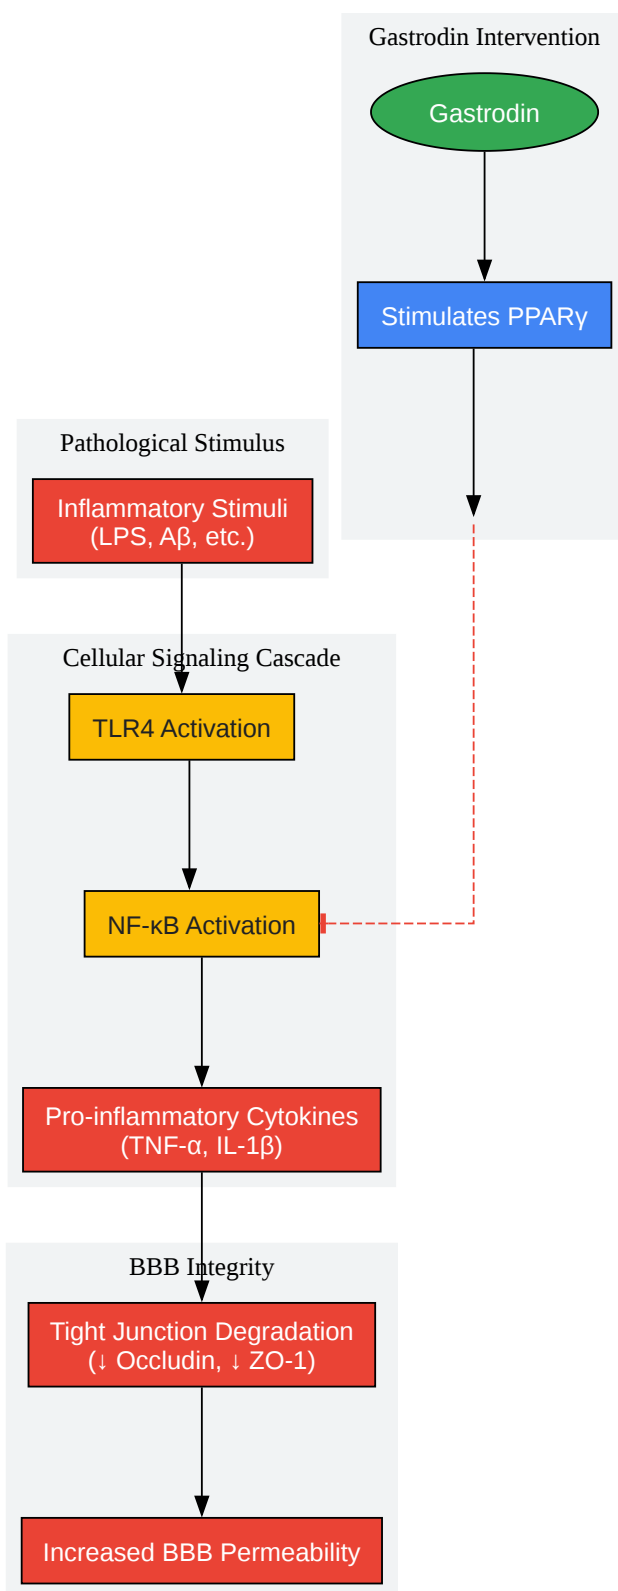 Gastrodin Intervention
Gastrodin
Stimulates PPARγ
Pathological Stimulus
Inflammatory Stimuli
(LPS, Aβ, etc.)
Cellular Signaling Cascade
TLR4 Activation
NF-κB Activation
Pro-inflammatory Cytokines
(TNF-α, IL-1β)
BBB Integrity
Tight Junction Degradation
(↓ Occludin, ↓ ZO-1)
Increased BBB Permeability